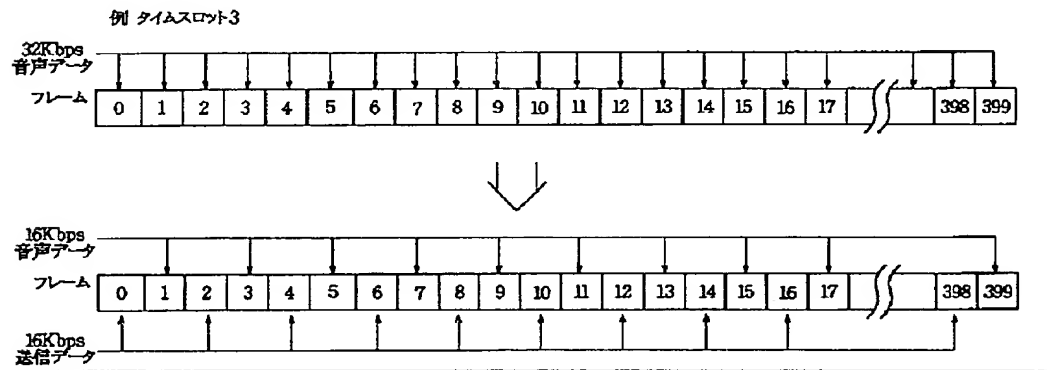 例 タイムスロット3
32Kbps
音声データ
フレーム 0 1 2 3 4 5 6 7 8 9 10 11 12 13 14 15 16 17 398 399
16Kbps
音声データ
フレーム 0 1 2 3 4 5 6 7 8 9 10 11 12 13 14 15 16 17 398 399
16Kbps
送信データ